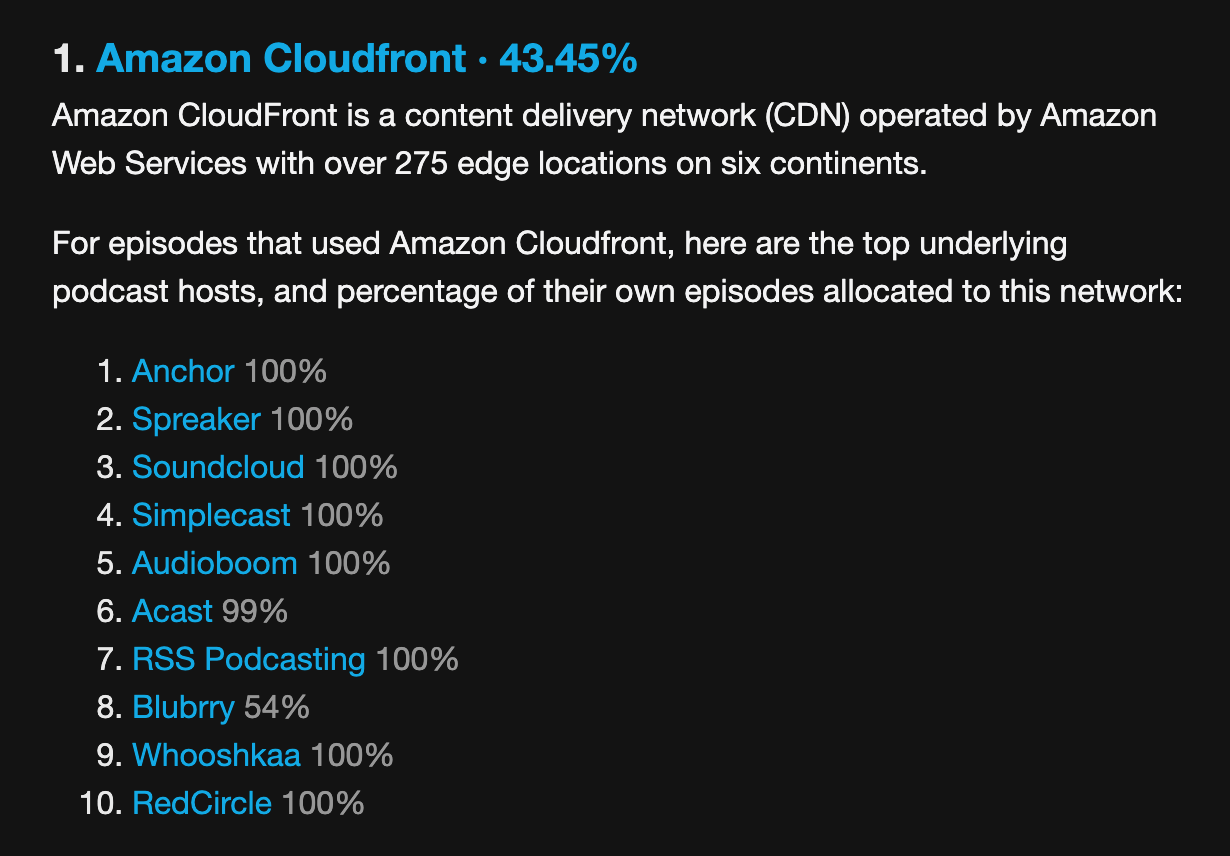 1. Amazon Cloudfront · 43.45%
Amazon CloudFront is a content delivery network (CDN) operated by Amazon
Web Services with over 275 edge locations on six continents.
For episodes that used Amazon Cloudfront, here are the top underlying
podcast hosts, and percentage of their own episodes allocated to this network:
1. Anchor 100%
2. Spreaker 100%
3. Soundcloud 100%
4. Simplecast 100%
5. Audioboom 100%
6. Acast 99%
7. RSS Podcasting 100%
8. Blubrry 54%
9. Whooshkaa 100%
10. RedCircle 100%